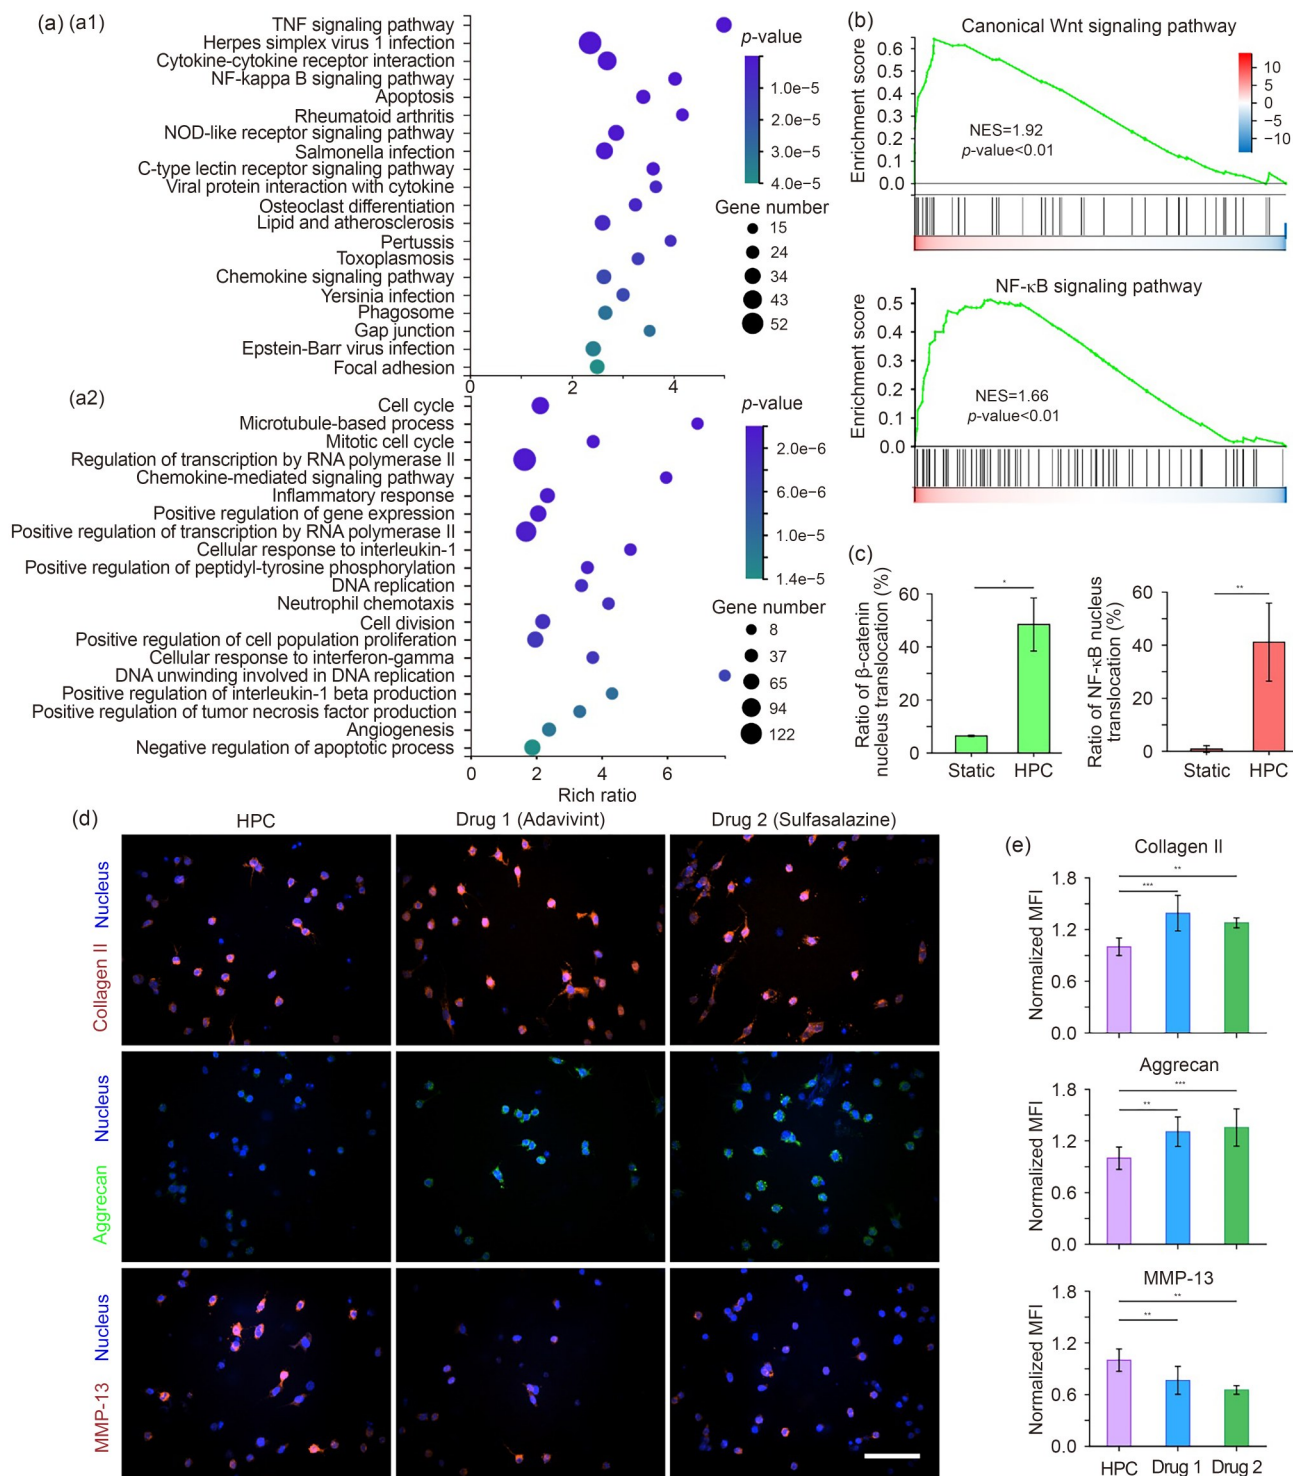 (a) (a1)
TNF signaling pathway
Herpes simplex virus 1 infection
Cytokine-cytokine receptor interaction
NF-kappa B signaling pathway
Apoptosis
Rheumatoid arthritis
NOD-like receptor signaling pathway
Salmonella infection
C-type lectin receptor signaling pathway
Viral protein interaction with cytokine
Osteoclast differentiation
Lipid and atherosclerosis
Pertussis
Toxoplasmosis
Chemokine signaling pathway
Yersinia infection
Phagosome
Gap junction
Epstein-Barr virus infection
Focal adhesion
0 2 4
p-value
1.0e−5
2.0e−5
3.0e−5
4.0e−5
Gene number
15
24
34
43
52
(a2)
Cell cycle
Microtubule-based process
Mitotic cell cycle
Regulation of transcription by RNA polymerase II
Chemokine-mediated signaling pathway
Inflammatory response
Positive regulation of gene expression
Positive regulation of transcription by RNA polymerase II
Cellular response to interleukin-1
Positive regulation of peptidyl-tyrosine phosphorylation
DNA replication
Neutrophil chemotaxis
Cell division
Positive regulation of cell population proliferation
Cellular response to interferon-gamma
DNA unwinding involved in DNA replication
Positive regulation of interleukin-1 beta production
Positive regulation of tumor necrosis factor production
Angiogenesis
Negative regulation of apoptotic process
0 2 4 6
Rich ratio
p-value
2.0e−6
6.0e−6
1.0e−5
1.4e−5
Gene number
8
37
65
94
122
(b)
Canonical Wnt signaling pathway
Enrichment score
0.6
0.5
0.4
0.3
0.2
0.1
0.0
NES=1.92
p-value<0.01
10
5
0
−5
−10
NF-κB signaling pathway
Enrichment score
0.5
0.4
0.3
0.2
0.1
0.0
NES=1.66
p-value<0.01
(c)
Ratio of β-catenin
nucleus translocation (%)
60
40
20
0
*
Static HPC
Ratio of NF-κB nucleus
translocation (%)
60
40
20
0
**
Static HPC
(d)
HPC Drug 1 (Adavivint) Drug 2 (Sulfasalazine)
Collagen II Nucleus
Aggrecan Nucleus
MMP-13 Nucleus
(e)
Collagen II
Normalized MFI
1.8
1.2
0.6
0.0
**
***
Aggrecan
Normalized MFI
1.8
1.2
0.6
0.0
***
**
MMP-13
Normalized MFI
1.8
1.2
0.6
0.0
**
**
HPC Drug 1 Drug 2